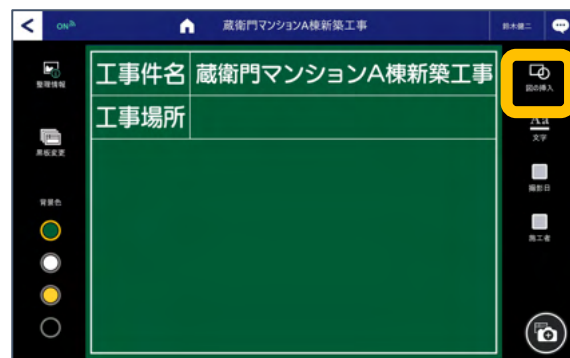 ON
蔵衛門マンションA棟新築工事
鈴木健二
整理情報
黒板変更
背景色
工事件名 蔵衛門マンションA棟新築工事
工事場所
図の挿入
Aa
文字
撮影日
施工者